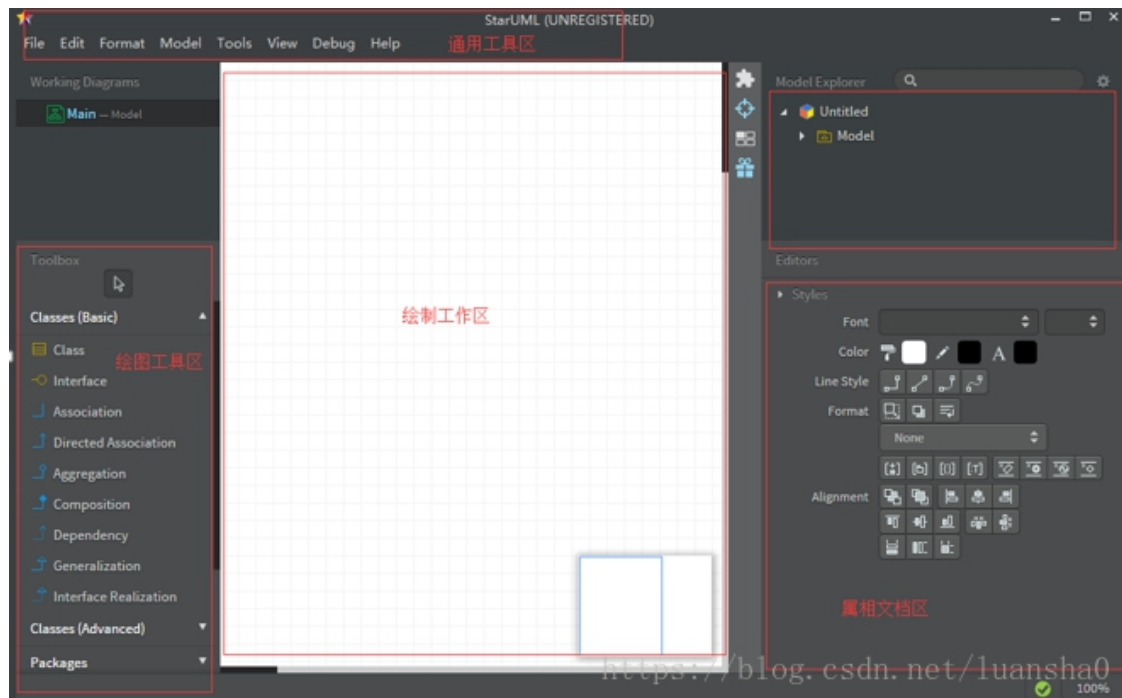 StarUML (UNREGISTERED)
File Edit Format Model Tools View Debug Help
通用工具区
Working Diagrams
Main — Model
Toolbox
Classes (Basic)
Class
绘图工具区
Interface
Association
Directed Association
Aggregation
Composition
Dependency
Generalization
Interface Realization
Classes (Advanced)
Packages
绘制工作区
Model Explorer
Untitled
Model
Editors
Styles
Font
Color
A
Line Style
Format
None
Alignment
属相文档区
https://blog.csdn.net/luansha0
100%